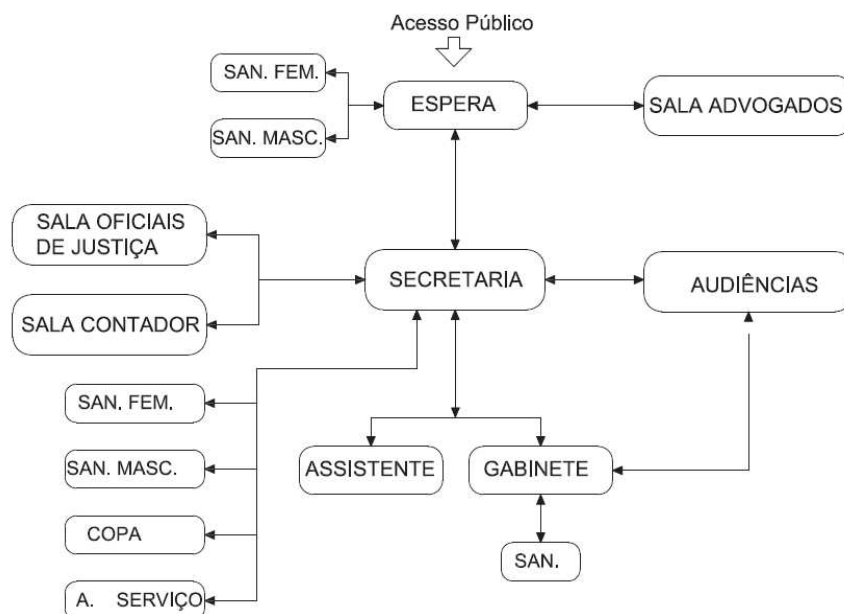 Acesso Público
SAN. FEM.
ESPERA
SALA ADVOGADOS
SAN. MASC.
SALA OFICIAIS
DE JUSTIÇA
SECRETARIA
AUDIÊNCIAS
SALA CONTADOR
SAN. FEM.
SAN. MASC.
ASSISTENTE
GABINETE
COPA
SAN.
A. SERVIÇO